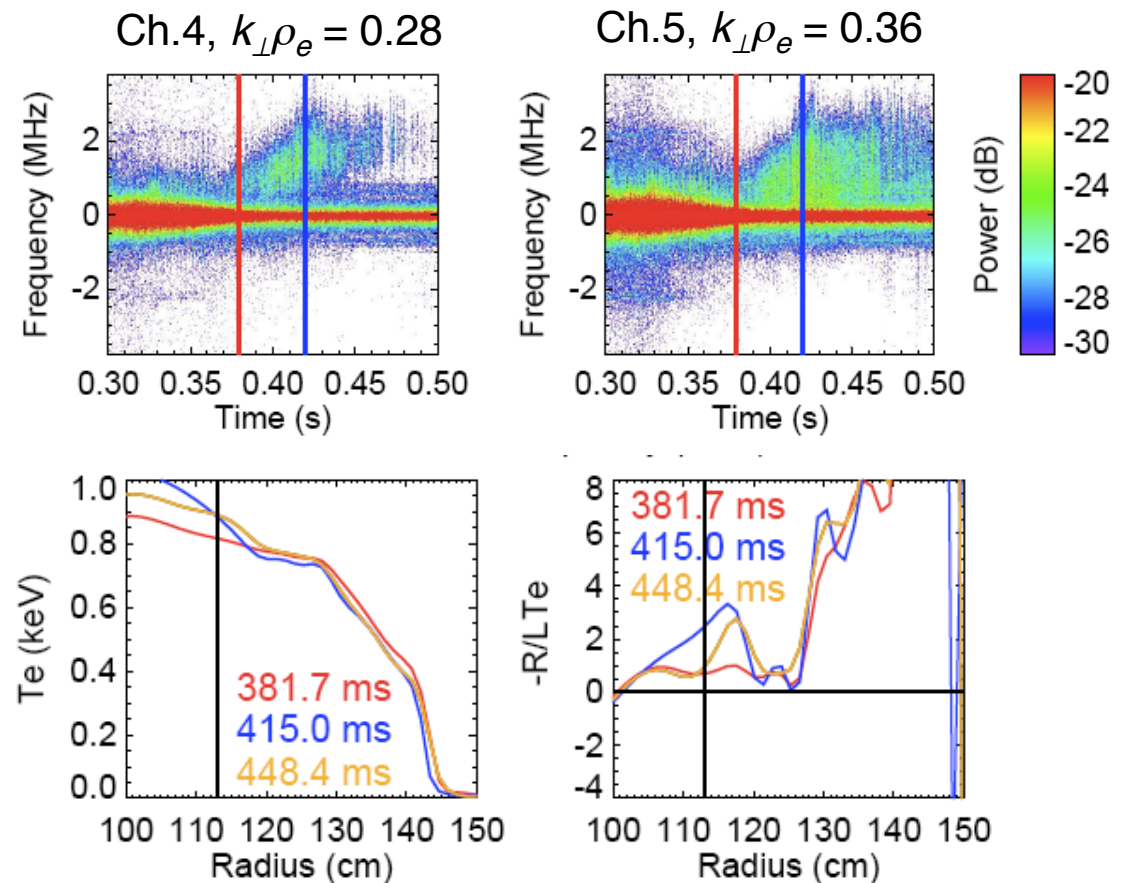 Ch.4, k⊥ρe = 0.28
Ch.5, k⊥ρe = 0.36
Frequency (MHz)
2
0
-2
0.30 0.35 0.40 0.45 0.50
Time (s)
Frequency (MHz)
2
0
-2
0.30 0.35 0.40 0.45 0.50
Time (s)
-20
-22
-24
-26
-28
-30
Power (dB)
Te (keV)
1.0
0.8
0.6
0.4
0.2
0.0
381.7 ms
415.0 ms
448.4 ms
100 110 120 130 140 150
Radius (cm)
-R/LTe
8
6
4
2
0
-2
-4
381.7 ms
415.0 ms
448.4 ms
100 110 120 130 140 150
Radius (cm)